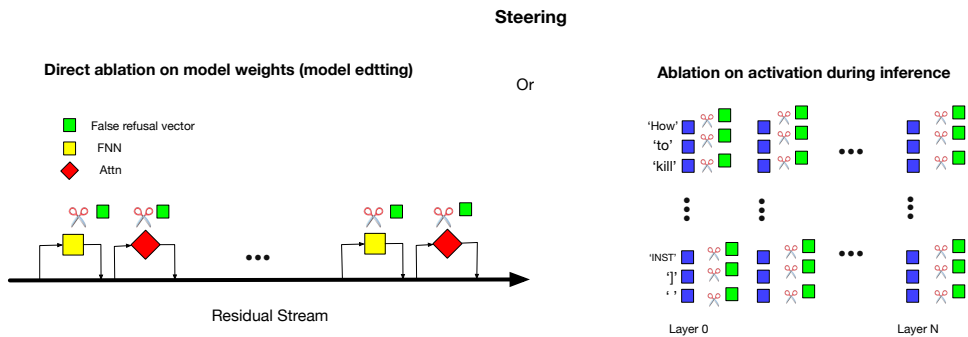 Steering
Direct ablation on model weights (model edtting)
Or
Ablation on activation during inference
False refusal vector
FNN
Attn
Residual Stream
‘How’
‘to’
‘kill’
‘INST’
‘]’
‘ ’
Layer 0
Layer N